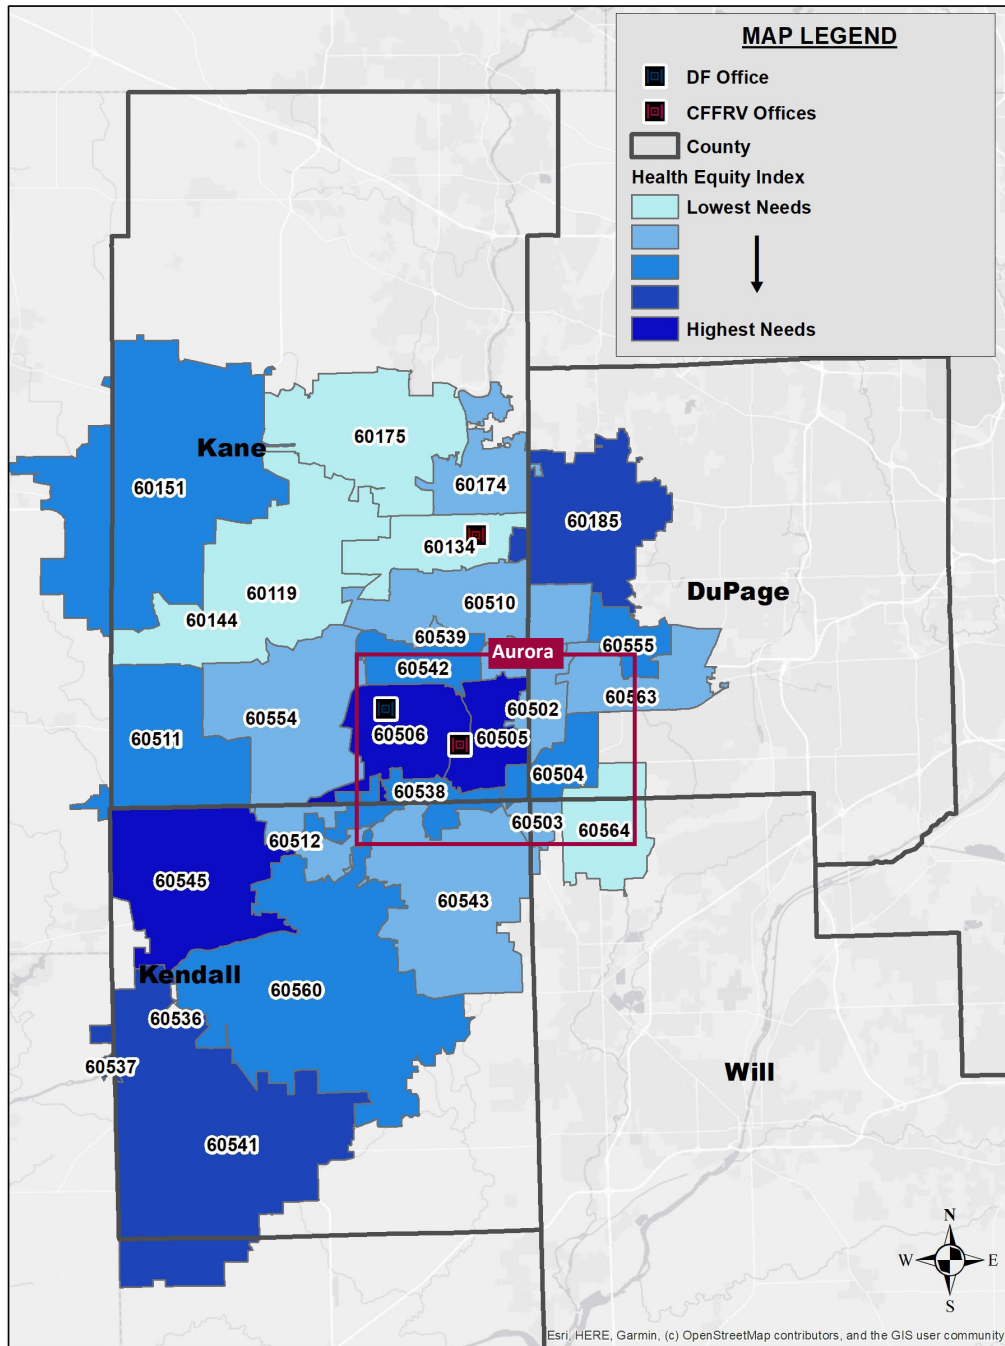 MAP LEGEND
DF Office
CFFRV Offices
County
Health Equity Index
Lowest Needs
Highest Needs
Kane
60175
60174
60151
60185
60134
DuPage
60119
60510
60144
60539
60555
Aurora
60542
60563
60502
60554
60506
60505
60511
60504
60538
60503
60564
60512
60545
60543
Kendall
60560
60536
60537
Will
60541
N
W
E
S
Esri, HERE, Garmin, (c) OpenStreetMap contributors, and the GIS user community